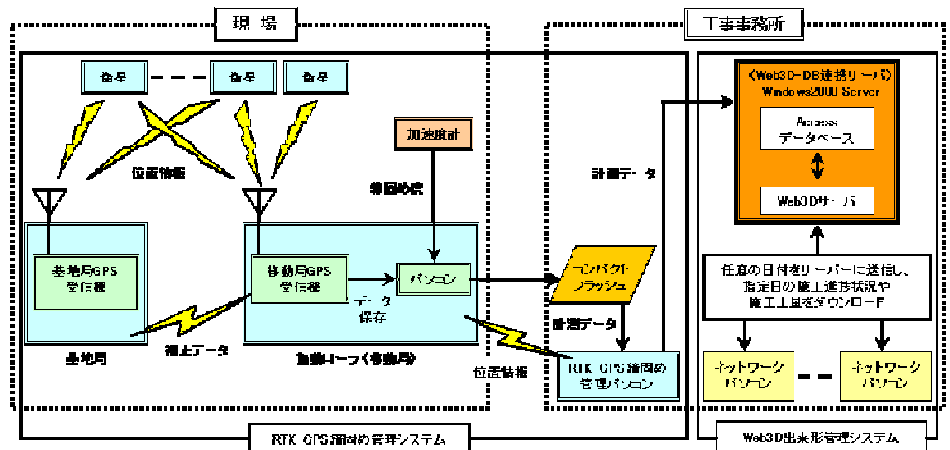 現 場
工事事務所
衛星
衛星
衛星
位置情報
加速度計
締固め度
基地局GPS
受信機
基地局
補正データ
移動局GPS
受信機
データ
保存
パソコン
振動ローラ(移動局)
位置情報
コンパクト
フラッシュ
計測データ
計測データ
RTK-GPS締固め
管理パソコン
RTK-GPS締固め管理システム
(Web3D-DB連携サーバ)
Windows2000 Server
Access
データベース
Web3Dサーバ
任意の日付をサーバーに送信し、
指定日の施工進捗状況や
施工土量をダウンロード
ネットワーク
パソコン
ネットワーク
パソコン
Web3D出来形管理システム